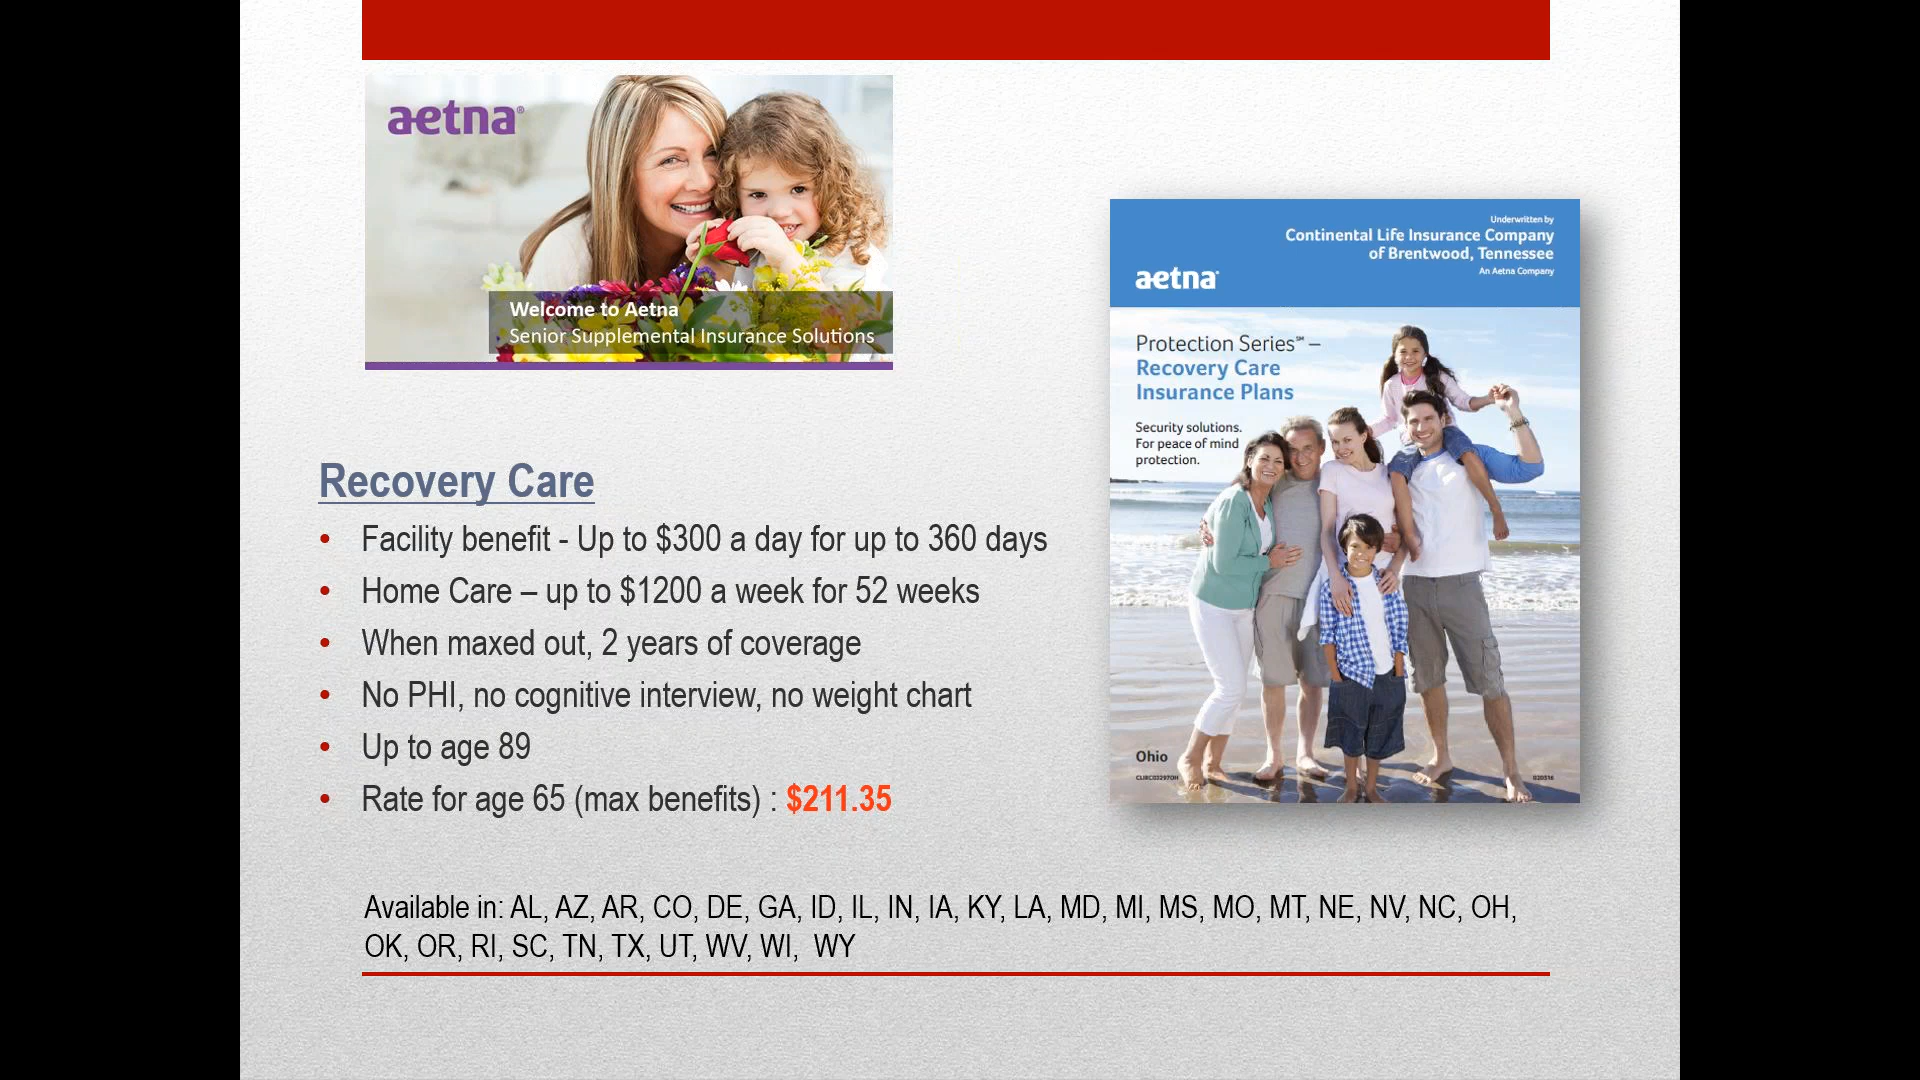 aetna®
Welcome to Aetna
Senior Supplemental Insurance Solutions
Underwritten by
Continental Life Insurance Company
of Brentwood, Tennessee
An Aetna Company
aetna®
Protection Series℠ –
Recovery Care
Insurance Plans
Security solutions.
For peace of mind
protection.
Ohio
CLIRC03297OH
020516
Recovery Care
• Facility benefit - Up to $300 a day for up to 360 days
• Home Care – up to $1200 a week for 52 weeks
• When maxed out, 2 years of coverage
• No PHI, no cognitive interview, no weight chart
• Up to age 89
• Rate for age 65 (max benefits) : $211.35
Available in: AL, AZ, AR, CO, DE, GA, ID, IL, IN, IA, KY, LA, MD, MI, MS, MO, MT, NE, NV, NC, OH,
OK, OR, RI, SC, TN, TX, UT, WV, WI, WY